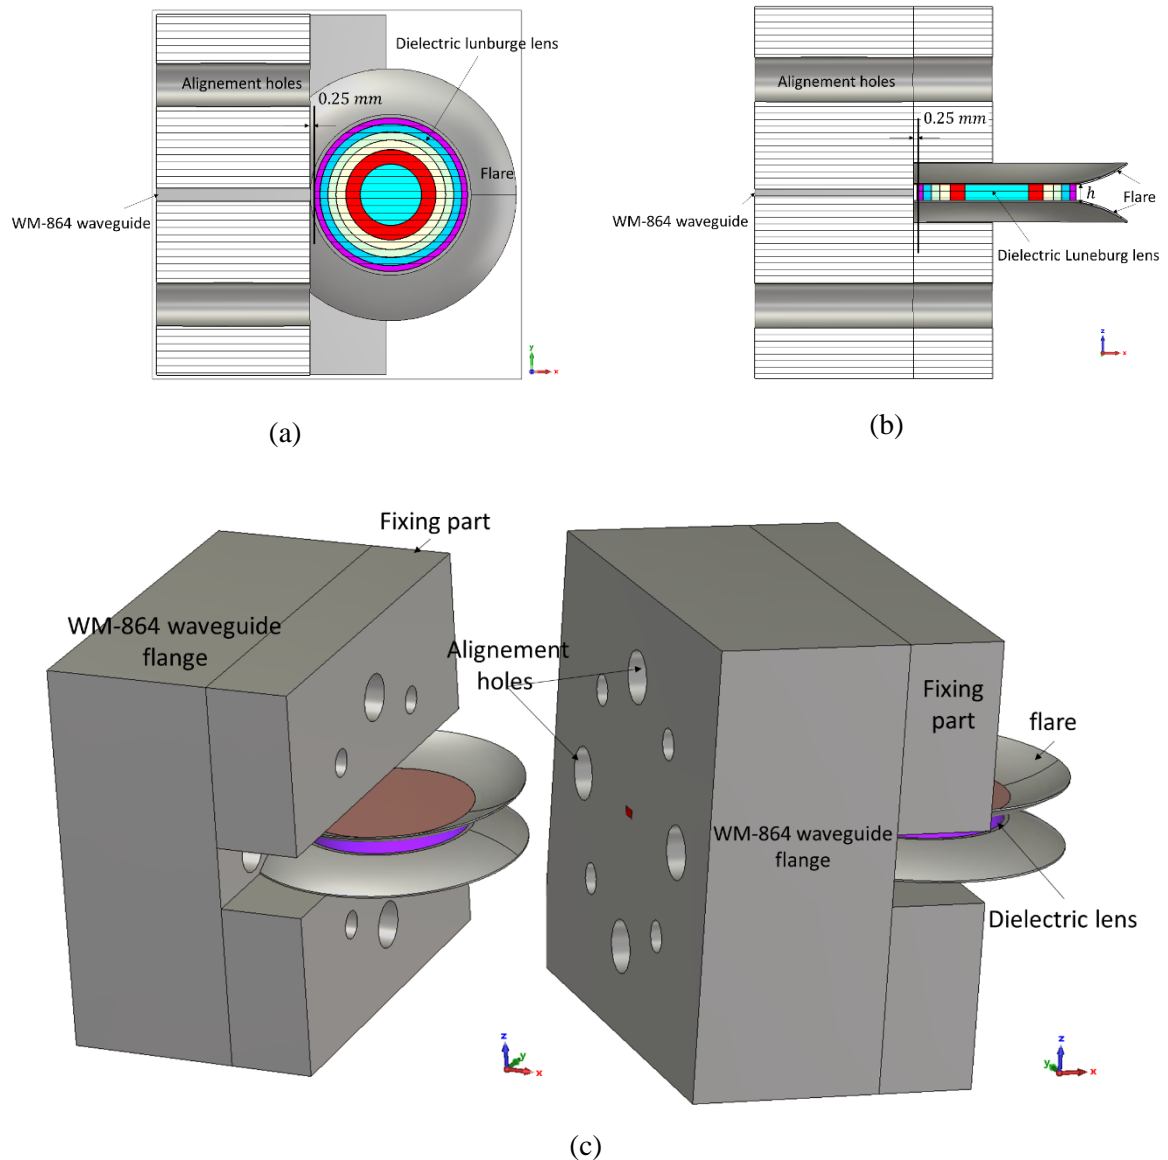 Dielectric lunburge lens
Alignement holes
0.25 mm
Flare
WM-864 waveguide
y
x
(a)
Alignement holes
0.25 mm
h
Flare
WM-864 waveguide
Dielectric Luneburg lens
z
x
(b)
Fixing part
WM-864 waveguide
flange
Alignement
holes
Fixing
part
flare
WM-864 waveguide
flange
Dielectric lens
z
y
x
z
y
x
(c)